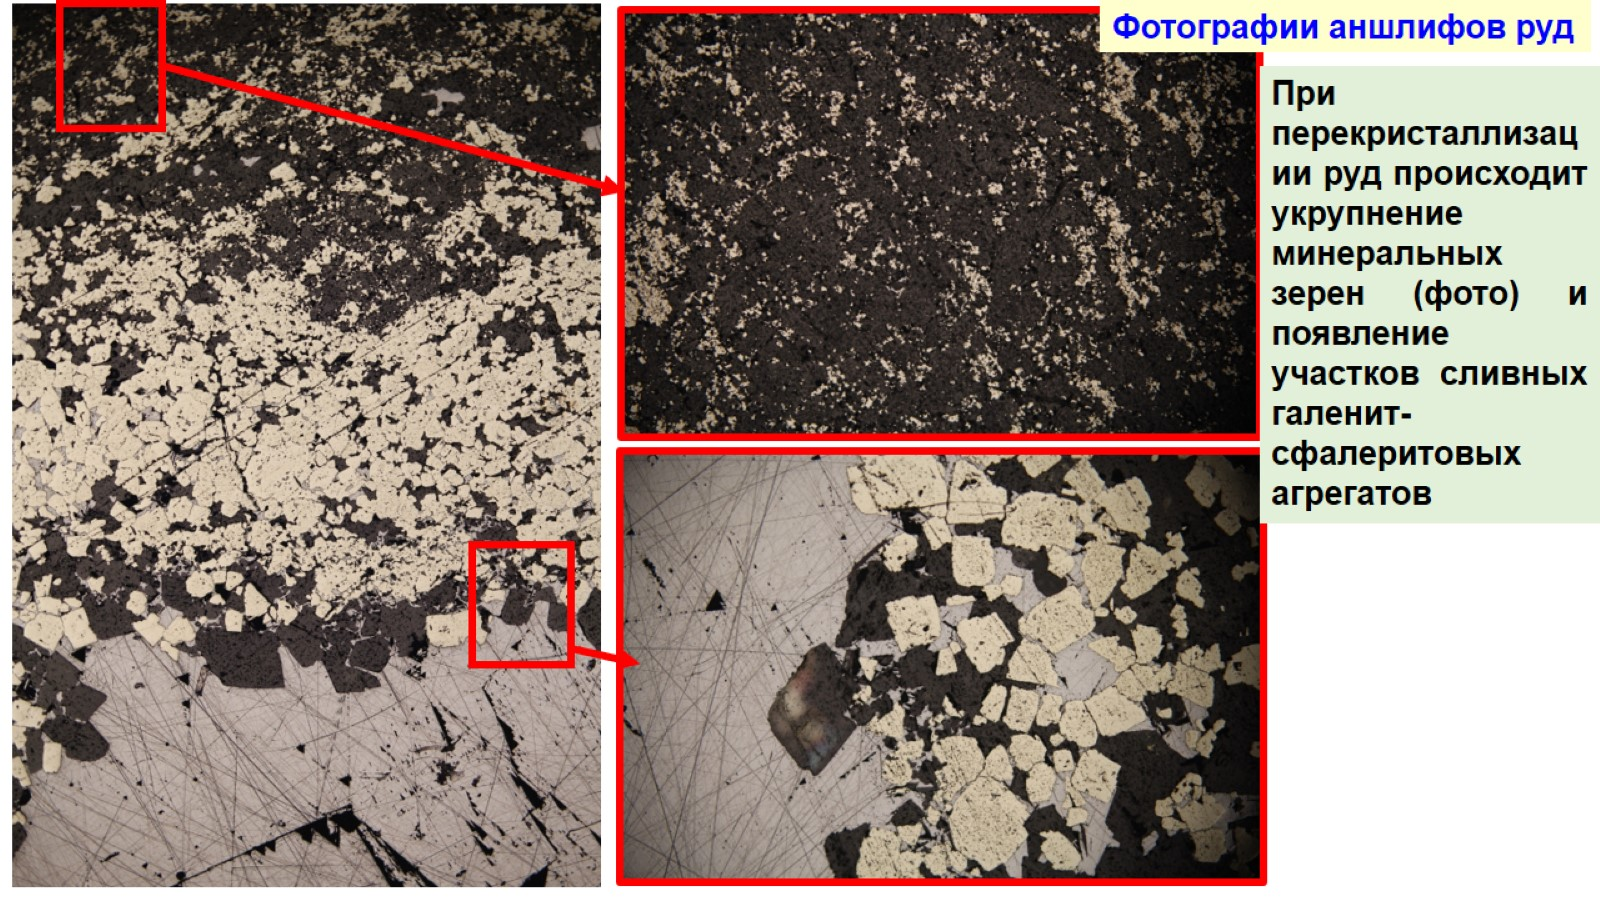 Фотографии аншлифов руд
При
перекристаллизац
ии руд происходит
укрупнение
минеральных
зерен (фото) и
появление
участков сливных
галенит-
сфалеритовых
агрегатов